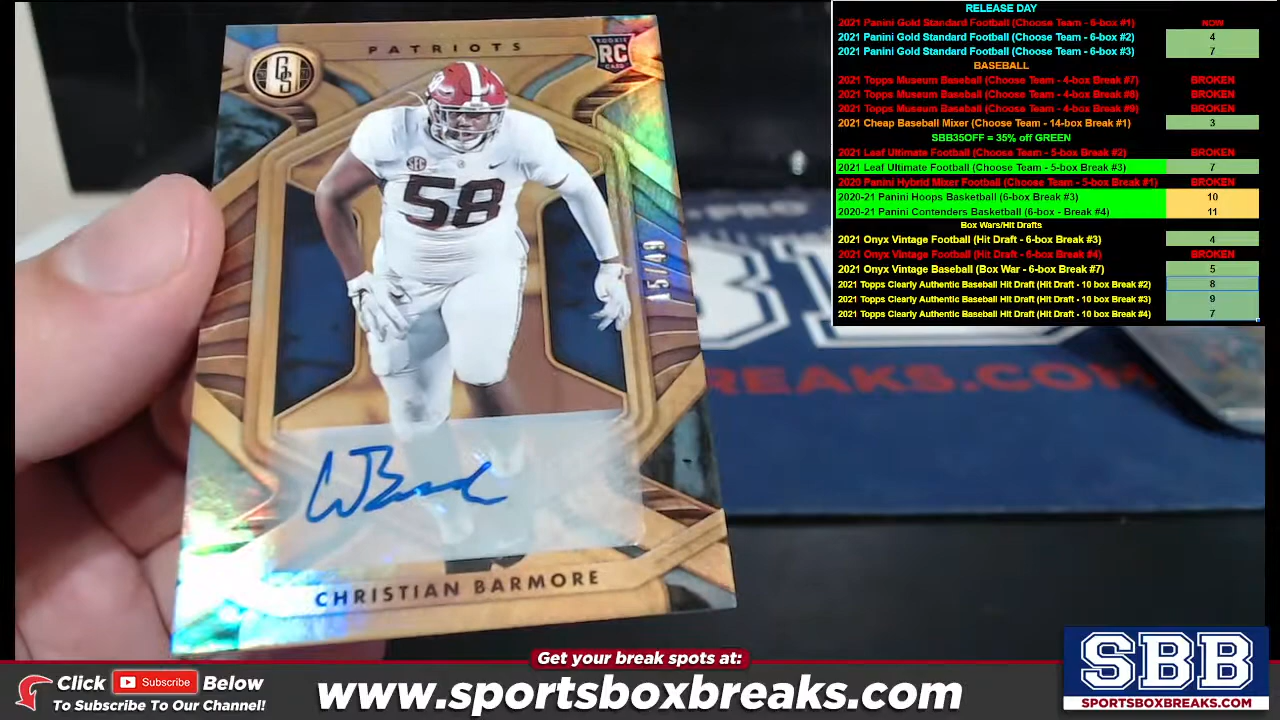 PATRIOTS
ROOKIE
RC
CARD
GS
SEC
58
15/49
CHRISTIAN BARMORE
REAKS.COM
RELEASE DAY
2021 Panini Gold Standard Football (Choose Team - 6-box #1) NOW
2021 Panini Gold Standard Football (Choose Team - 6-box #2) 4
2021 Panini Gold Standard Football (Choose Team - 6-box #3) 7
BASEBALL
2021 Topps Museum Baseball (Choose Team - 4-box Break #7) BROKEN
2021 Topps Museum Baseball (Choose Team - 4-box Break #8) BROKEN
2021 Topps Museum Baseball (Choose Team - 4-box Break #9) BROKEN
2021 Cheap Baseball Mixer (Choose Team - 14-box Break #1) 3
SBB35OFF = 35% off GREEN
2021 Leaf Ultimate Football (Choose Team - 5-box Break #2) BROKEN
2021 Leaf Ultimate Football (Choose Team - 5-box Break #3) 7
2020 Panini Hybrid Mixer Football (Choose Team - 5-box Break #1) BROKEN
2020-21 Panini Hoops Basketball (6-box Break #3) 10
2020-21 Panini Contenders Basketball (6-box - Break #4) 11
Box Wars/Hit Drafts
2021 Onyx Vintage Football (Hit Draft - 6-box Break #3) 4
2021 Onyx Vintage Football (Hit Draft - 6-box Break #4) BROKEN
2021 Onyx Vintage Baseball (Box War - 6-box Break #7) 5
2021 Topps Clearly Authentic Baseball Hit Draft (Hit Draft - 10 box Break #2) 8
2021 Topps Clearly Authentic Baseball Hit Draft (Hit Draft - 10 box Break #3) 9
2021 Topps Clearly Authentic Baseball Hit Draft (Hit Draft - 10 box Break #4) 7
Get your break spots at:
Click Subscribe Below
To Subscribe To Our Channel!
www.sportsboxbreaks.com
SBB
SPORTSBOXBREAKS.COM